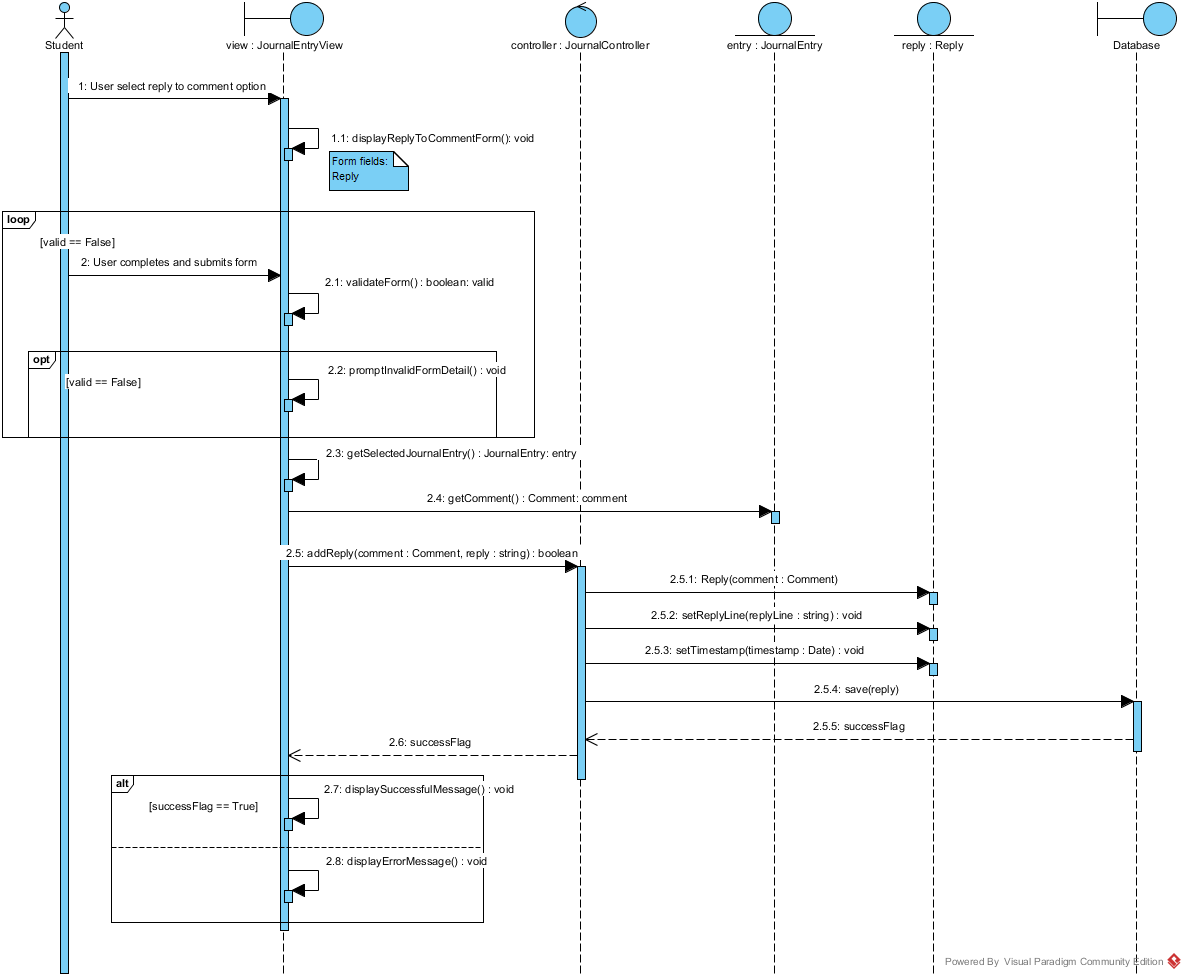 Student
view : JournalEntryView
controller : JournalController
entry : JournalEntry
reply : Reply
Database
1: User select reply to comment option
1.1: displayReplyToCommentForm(): void
Form fields:
Reply
loop
[valid == False]
2: User completes and submits form
2.1: validateForm() : boolean: valid
opt
2.2: promptInvalidFormDetail() : void
[valid == False]
2.3: getSelectedJournalEntry() : JournalEntry: entry
2.4: getComment() : Comment: comment
2.5: addReply(comment : Comment, reply : string) : boolean
2.5.1: Reply(comment : Comment)
2.5.2: setReplyLine(replyLine : string) : void
2.5.3: setTimestamp(timestamp : Date) : void
2.5.4: save(reply)
2.5.5: successFlag
2.6: successFlag
alt
2.7: displaySuccessfulMessage() : void
[successFlag == True]
2.8: displayErrorMessage() : void
Powered By Visual Paradigm Community Edition